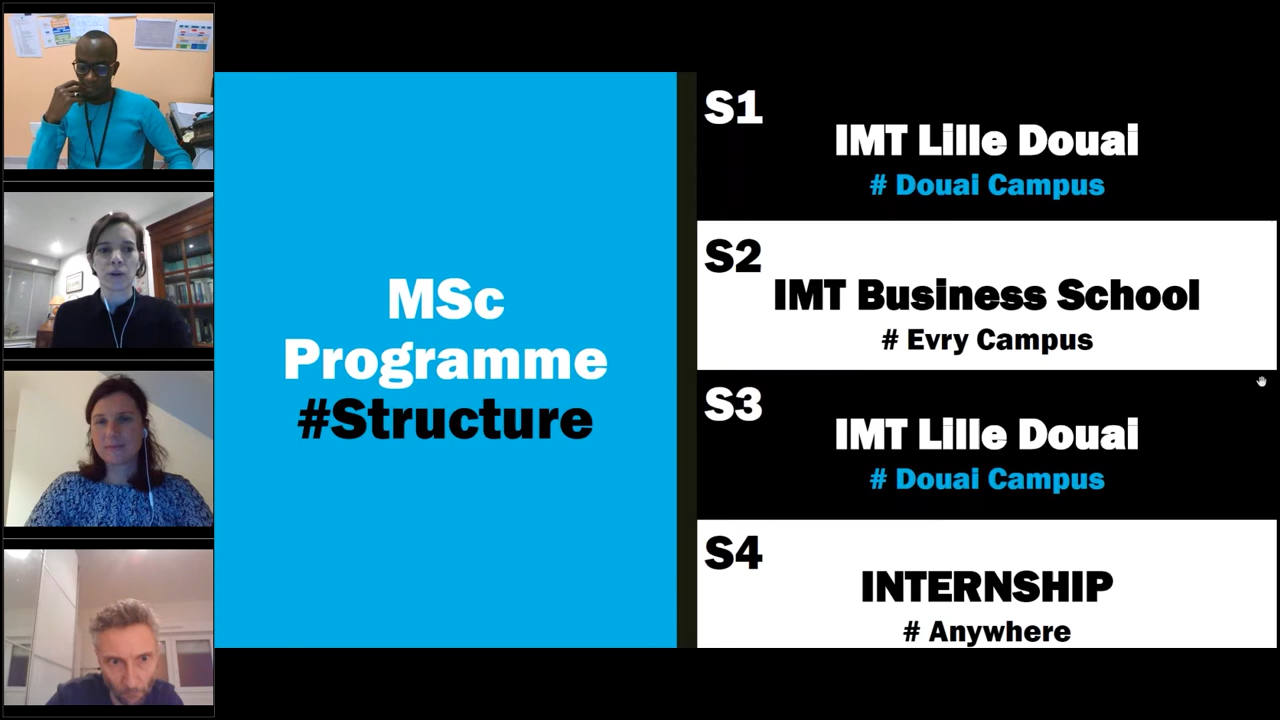 MSc
Programme
#Structure
S1
IMT Lille Douai
# Douai Campus
S2
IMT Business School
# Evry Campus
S3
IMT Lille Douai
# Douai Campus
S4
INTERNSHIP
# Anywhere